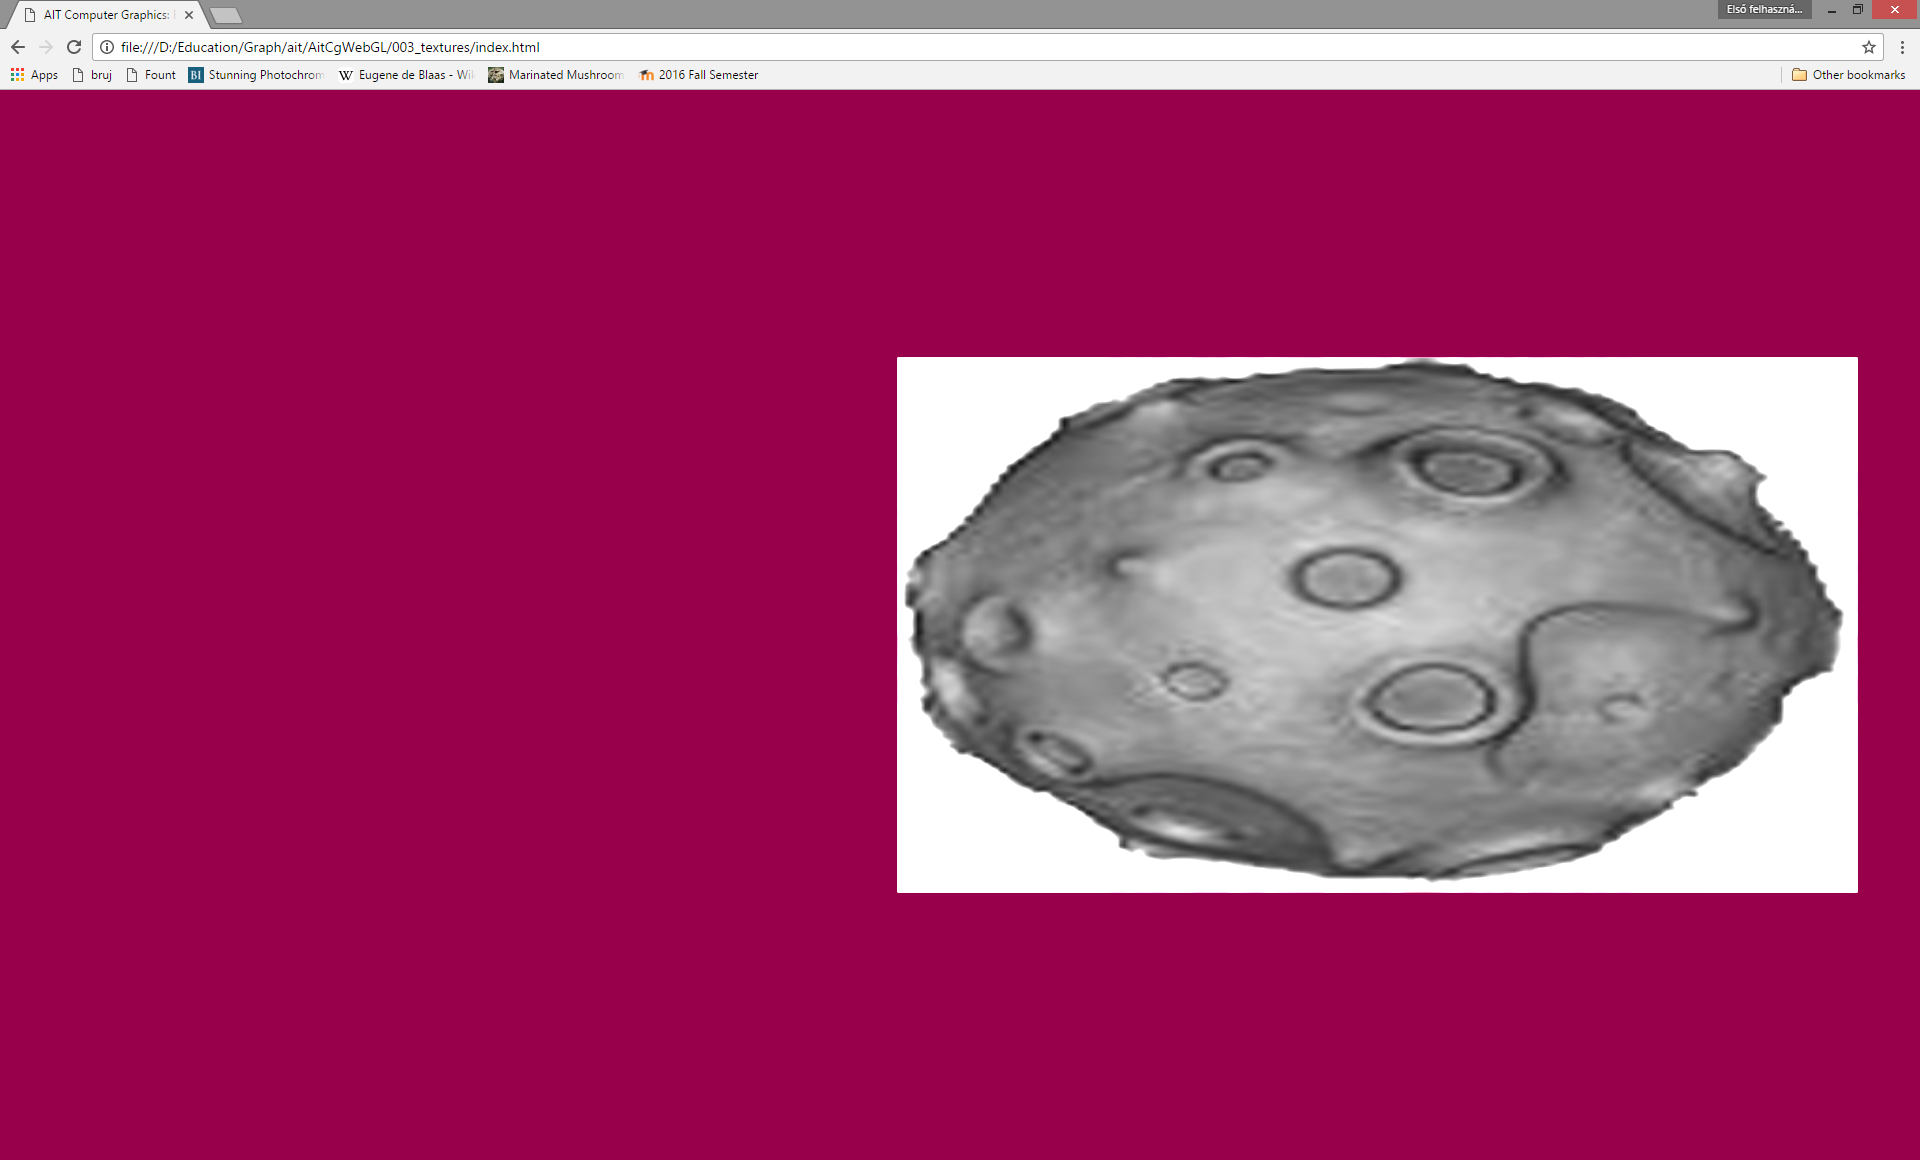 AIT Computer Graphics:
Első felhaszná...
file:///D:/Education/Graph/ait/AitCgWebGL/003_textures/index.html
Apps bruj Fount BI Stunning Photochrom W Eugene de Blaas - Wi Marinated Mushroom 2016 Fall Semester Other bookmarks